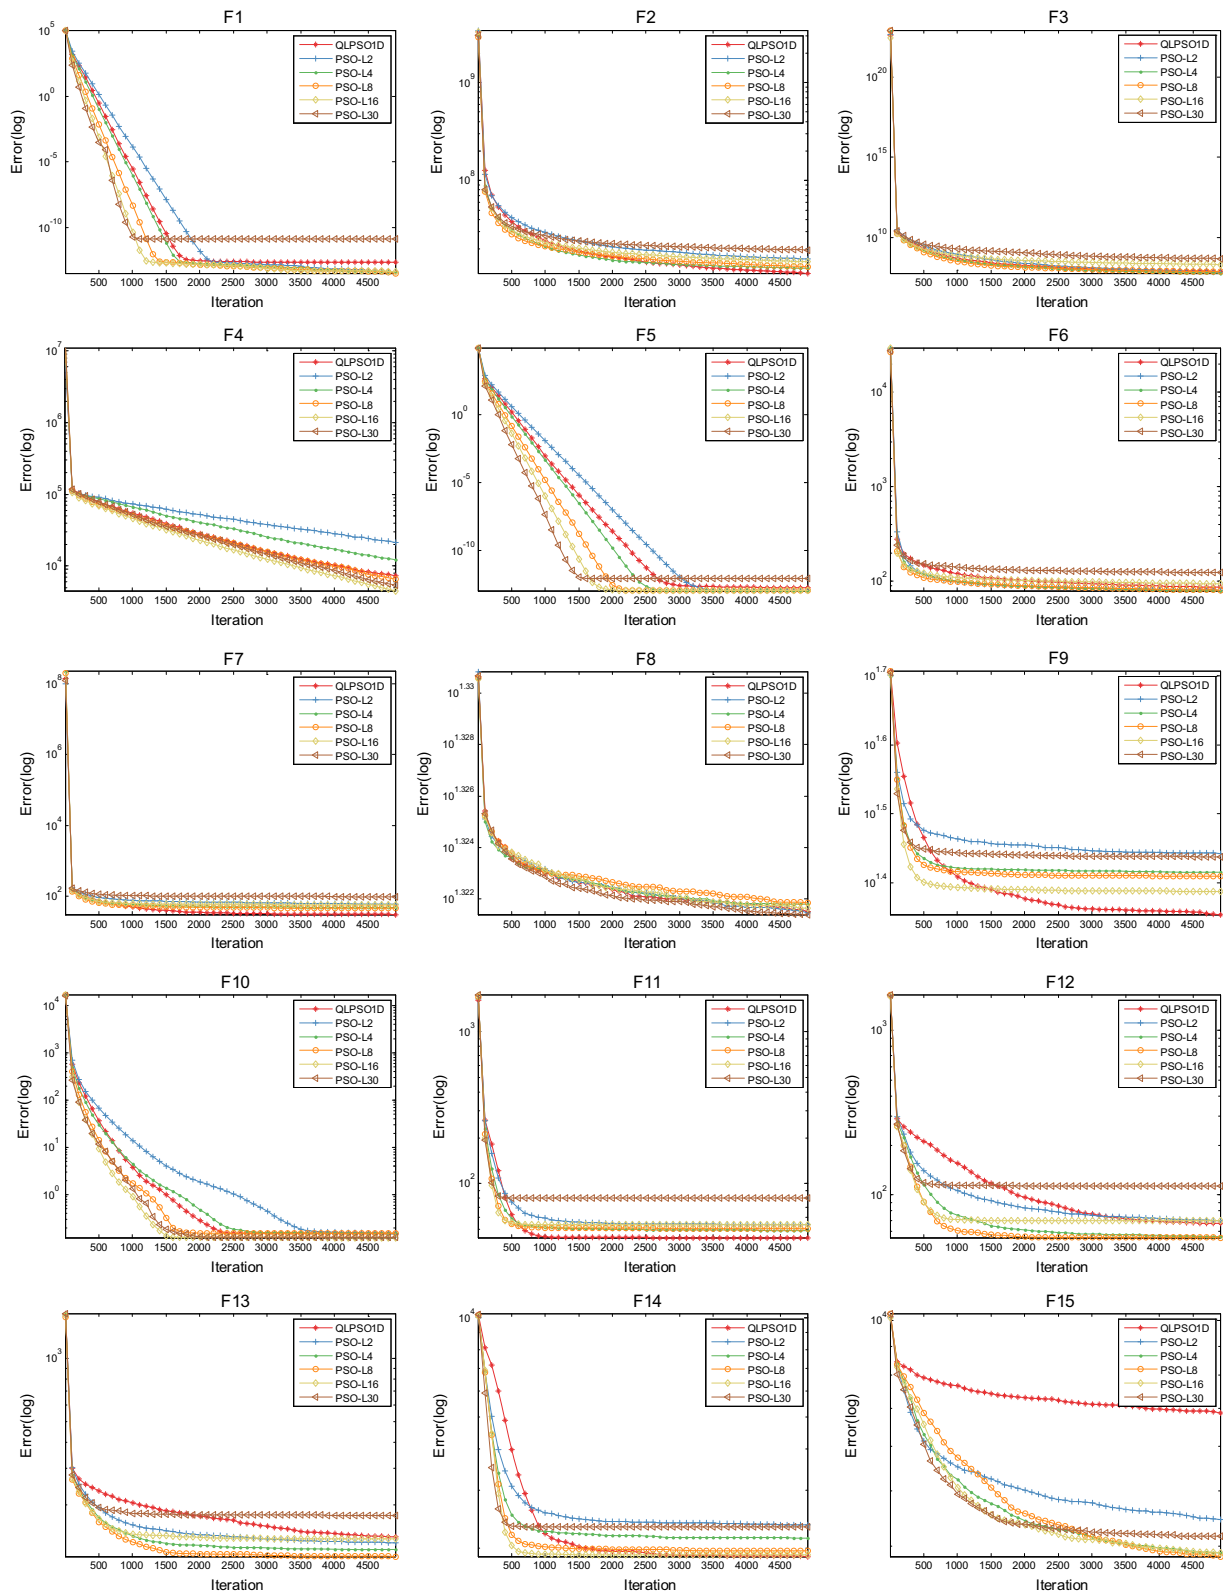 F1
Error(log)
10^5
10^0
10^-5
10^-10
500 1000 1500 2000 2500 3000 3500 4000 4500
Iteration
QLPSO1D
PSO-L2
PSO-L4
PSO-L8
PSO-L16
PSO-L30
F2
Error(log)
10^9
10^8
500 1000 1500 2000 2500 3000 3500 4000 4500
Iteration
QLPSO1D
PSO-L2
PSO-L4
PSO-L8
PSO-L16
PSO-L30
F3
Error(log)
10^20
10^15
10^10
500 1000 1500 2000 2500 3000 3500 4000 4500
Iteration
QLPSO1D
PSO-L2
PSO-L4
PSO-L8
PSO-L16
PSO-L30
F4
Error(log)
10^7
10^6
10^5
10^4
500 1000 1500 2000 2500 3000 3500 4000 4500
Iteration
QLPSO1D
PSO-L2
PSO-L4
PSO-L8
PSO-L16
PSO-L30
F5
Error(log)
10^0
10^-5
10^-10
500 1000 1500 2000 2500 3000 3500 4000 4500
Iteration
QLPSO1D
PSO-L2
PSO-L4
PSO-L8
PSO-L16
PSO-L30
F6
Error(log)
10^4
10^3
10^2
500 1000 1500 2000 2500 3000 3500 4000 4500
Iteration
QLPSO1D
PSO-L2
PSO-L4
PSO-L8
PSO-L16
PSO-L30
F7
Error(log)
10^8
10^6
10^4
10^2
500 1000 1500 2000 2500 3000 3500 4000 4500
Iteration
QLPSO1D
PSO-L2
PSO-L4
PSO-L8
PSO-L16
PSO-L30
F8
Error(log)
10^1.33
10^1.328
10^1.326
10^1.324
10^1.322
500 1000 1500 2000 2500 3000 3500 4000 4500
Iteration
QLPSO1D
PSO-L2
PSO-L4
PSO-L8
PSO-L16
PSO-L30
F9
Error(log)
10^1.7
10^1.6
10^1.5
10^1.4
500 1000 1500 2000 2500 3000 3500 4000 4500
Iteration
QLPSO1D
PSO-L2
PSO-L4
PSO-L8
PSO-L16
PSO-L30
F10
Error(log)
10^4
10^3
10^2
10^1
10^0
500 1000 1500 2000 2500 3000 3500 4000 4500
Iteration
QLPSO1D
PSO-L2
PSO-L4
PSO-L8
PSO-L16
PSO-L30
F11
Error(log)
10^3
10^2
500 1000 1500 2000 2500 3000 3500 4000 4500
Iteration
QLPSO1D
PSO-L2
PSO-L4
PSO-L8
PSO-L16
PSO-L30
F12
Error(log)
10^3
10^2
500 1000 1500 2000 2500 3000 3500 4000 4500
Iteration
QLPSO1D
PSO-L2
PSO-L4
PSO-L8
PSO-L16
PSO-L30
F13
Error(log)
10^3
500 1000 1500 2000 2500 3000 3500 4000 4500
Iteration
QLPSO1D
PSO-L2
PSO-L4
PSO-L8
PSO-L16
PSO-L30
F14
Error(log)
10^4
500 1000 1500 2000 2500 3000 3500 4000 4500
Iteration
QLPSO1D
PSO-L2
PSO-L4
PSO-L8
PSO-L16
PSO-L30
F15
Error(log)
10^4
500 1000 1500 2000 2500 3000 3500 4000 4500
Iteration
QLPSO1D
PSO-L2
PSO-L4
PSO-L8
PSO-L16
PSO-L30